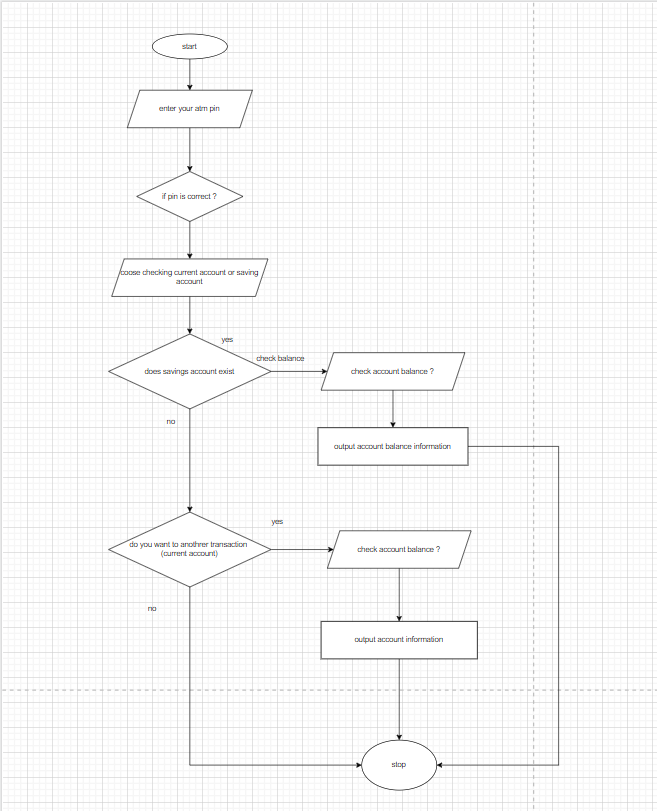 start
enter your atm pin
if pin is correct ?
coose checking current account or saving
account
yes
check balance
does savings account exist
check account balance ?
no
output account balance information
yes
do you want to anothrer transaction
(current account)
check account balance ?
no
output account information
stop